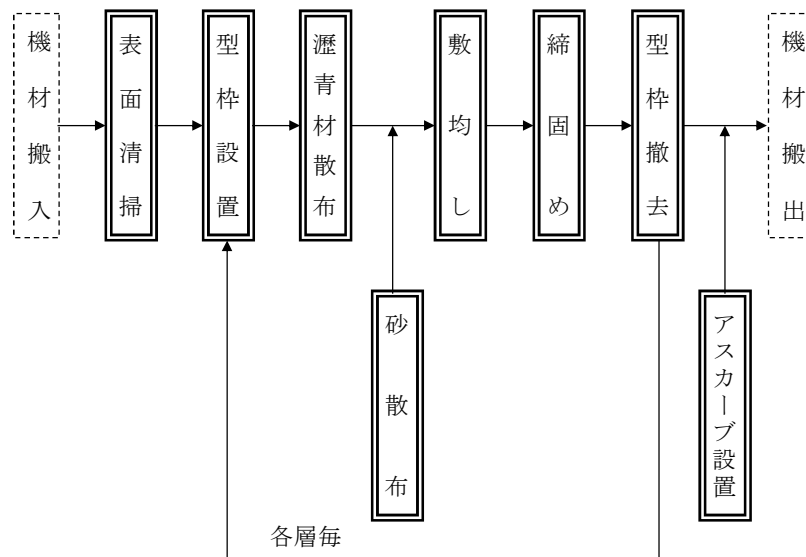 機材搬入
表面清掃
型枠設置
瀝青材散布
敷均し
締固め
型枠撤去
機材搬出
砂散布
アスカーブ設置
各層毎